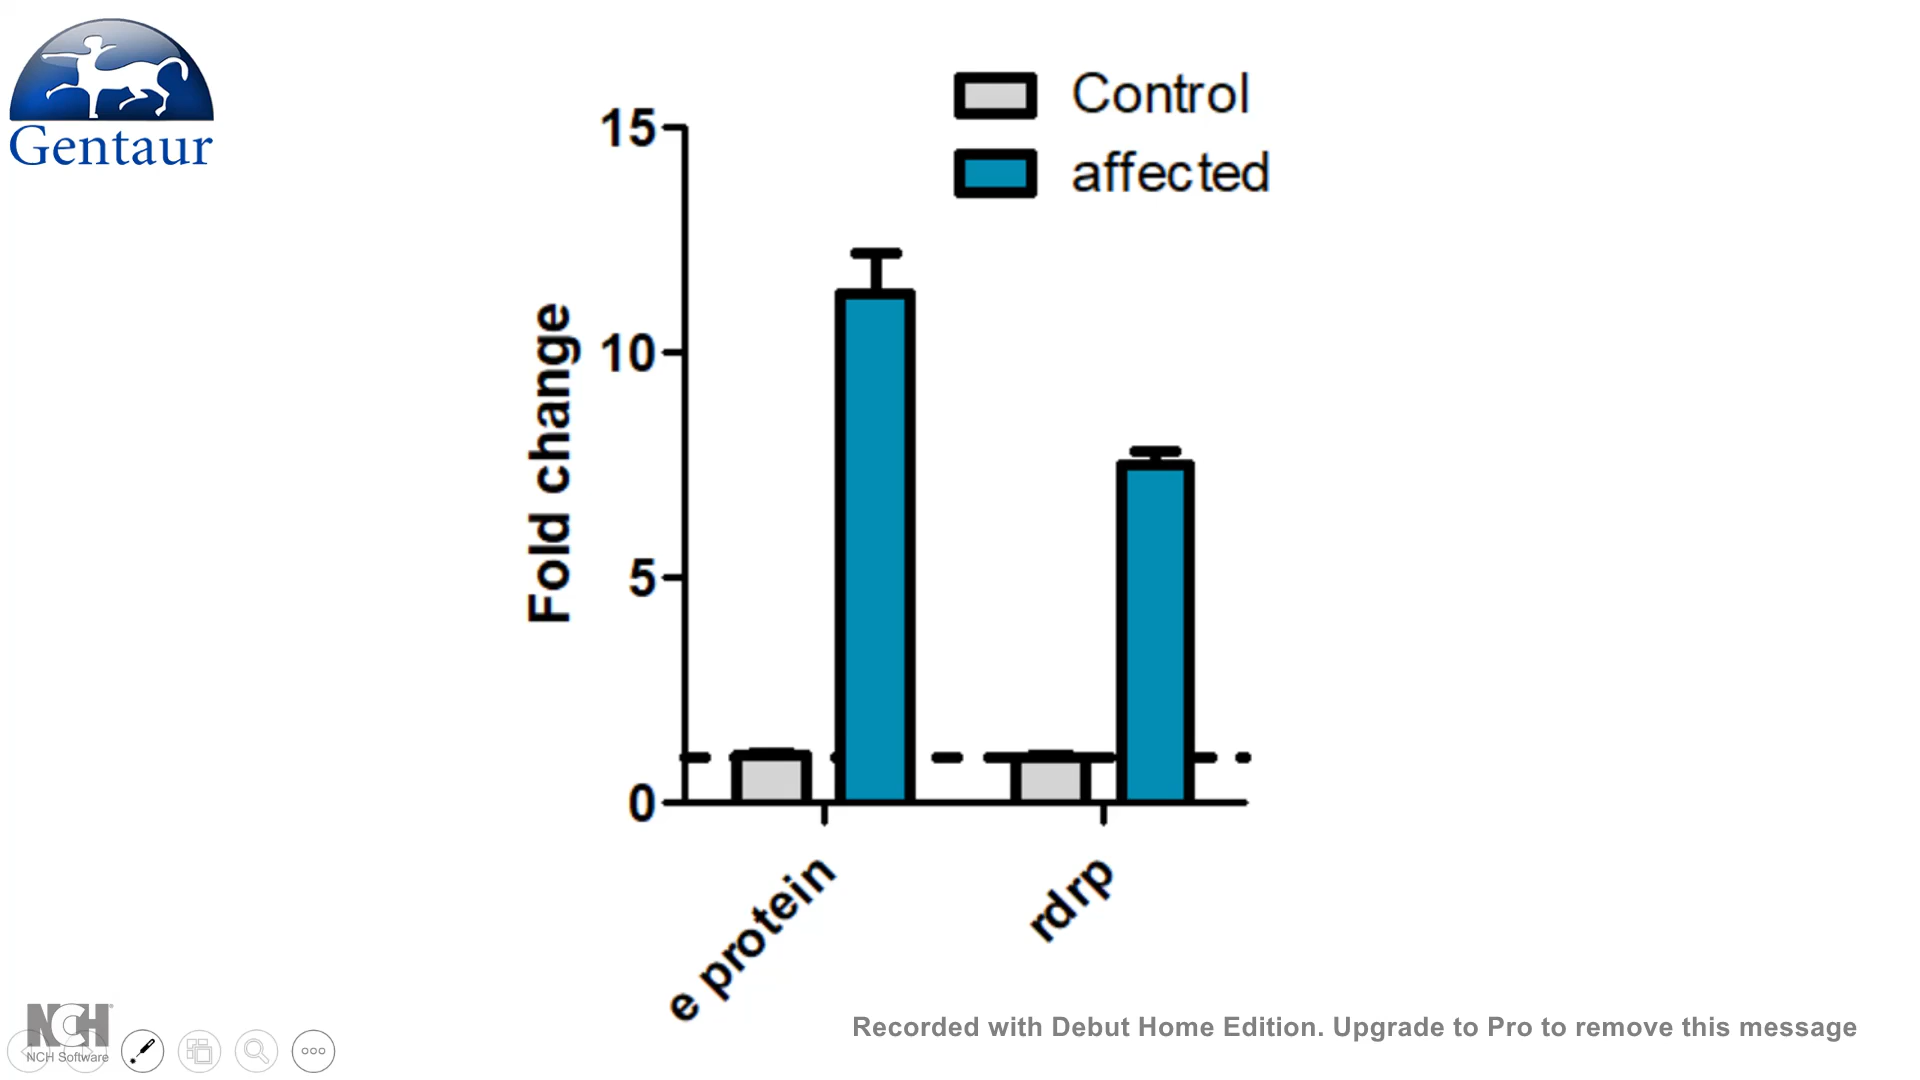 Gentaur
Control
affected
15
10
5
0
Fold change
e protein
rdrp
NCH
NCH Software
Recorded with Debut Home Edition. Upgrade to Pro to remove this message